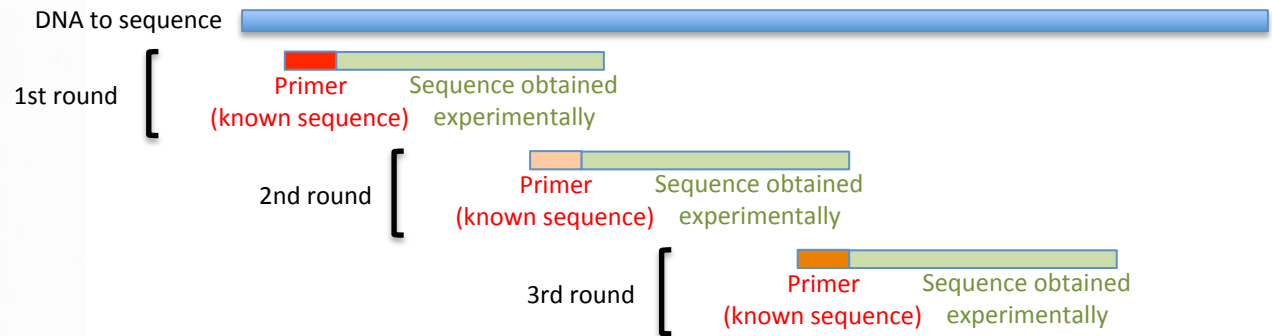 DNA to sequence
1st round
Primer
(known sequence)
Sequence obtained
experimentally
2nd round
Primer
(known sequence)
Sequence obtained
experimentally
3rd round
Primer
(known sequence)
Sequence obtained
experimentally